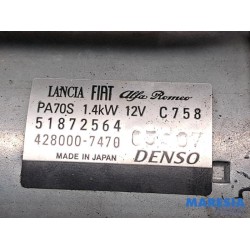 LANCIA FIAT Alfa Romeo
PA70S 1.4kW 12V C758
51872564
428000-7470
MADE IN JAPAN DENSO
MARESIA